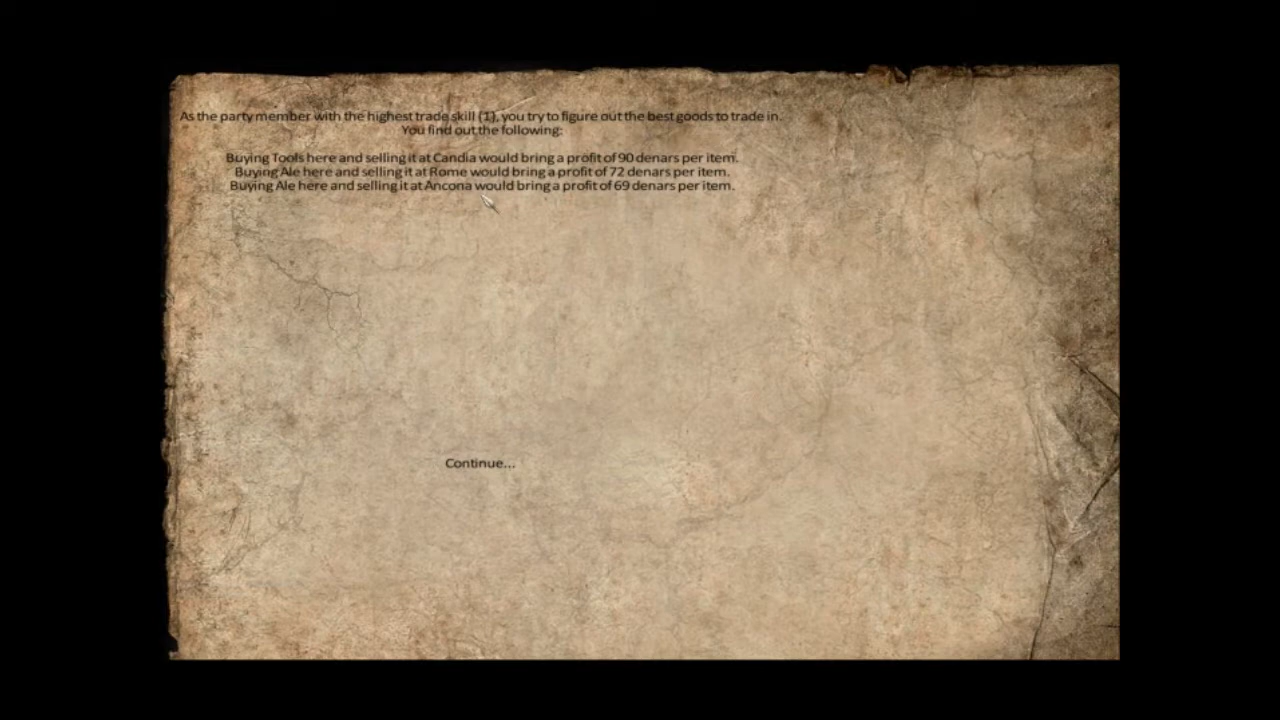 As the party member with the highest trade skill (1), you try to figure out the best goods to trade in.
You find out the following:
Buying Tools here and selling it at Candia would bring a profit of 90 denars per item.
Buying Ale here and selling it at Rome would bring a profit of 72 denars per item.
Buying Ale here and selling it at Ancona would bring a profit of 69 denars per item.
Continue...